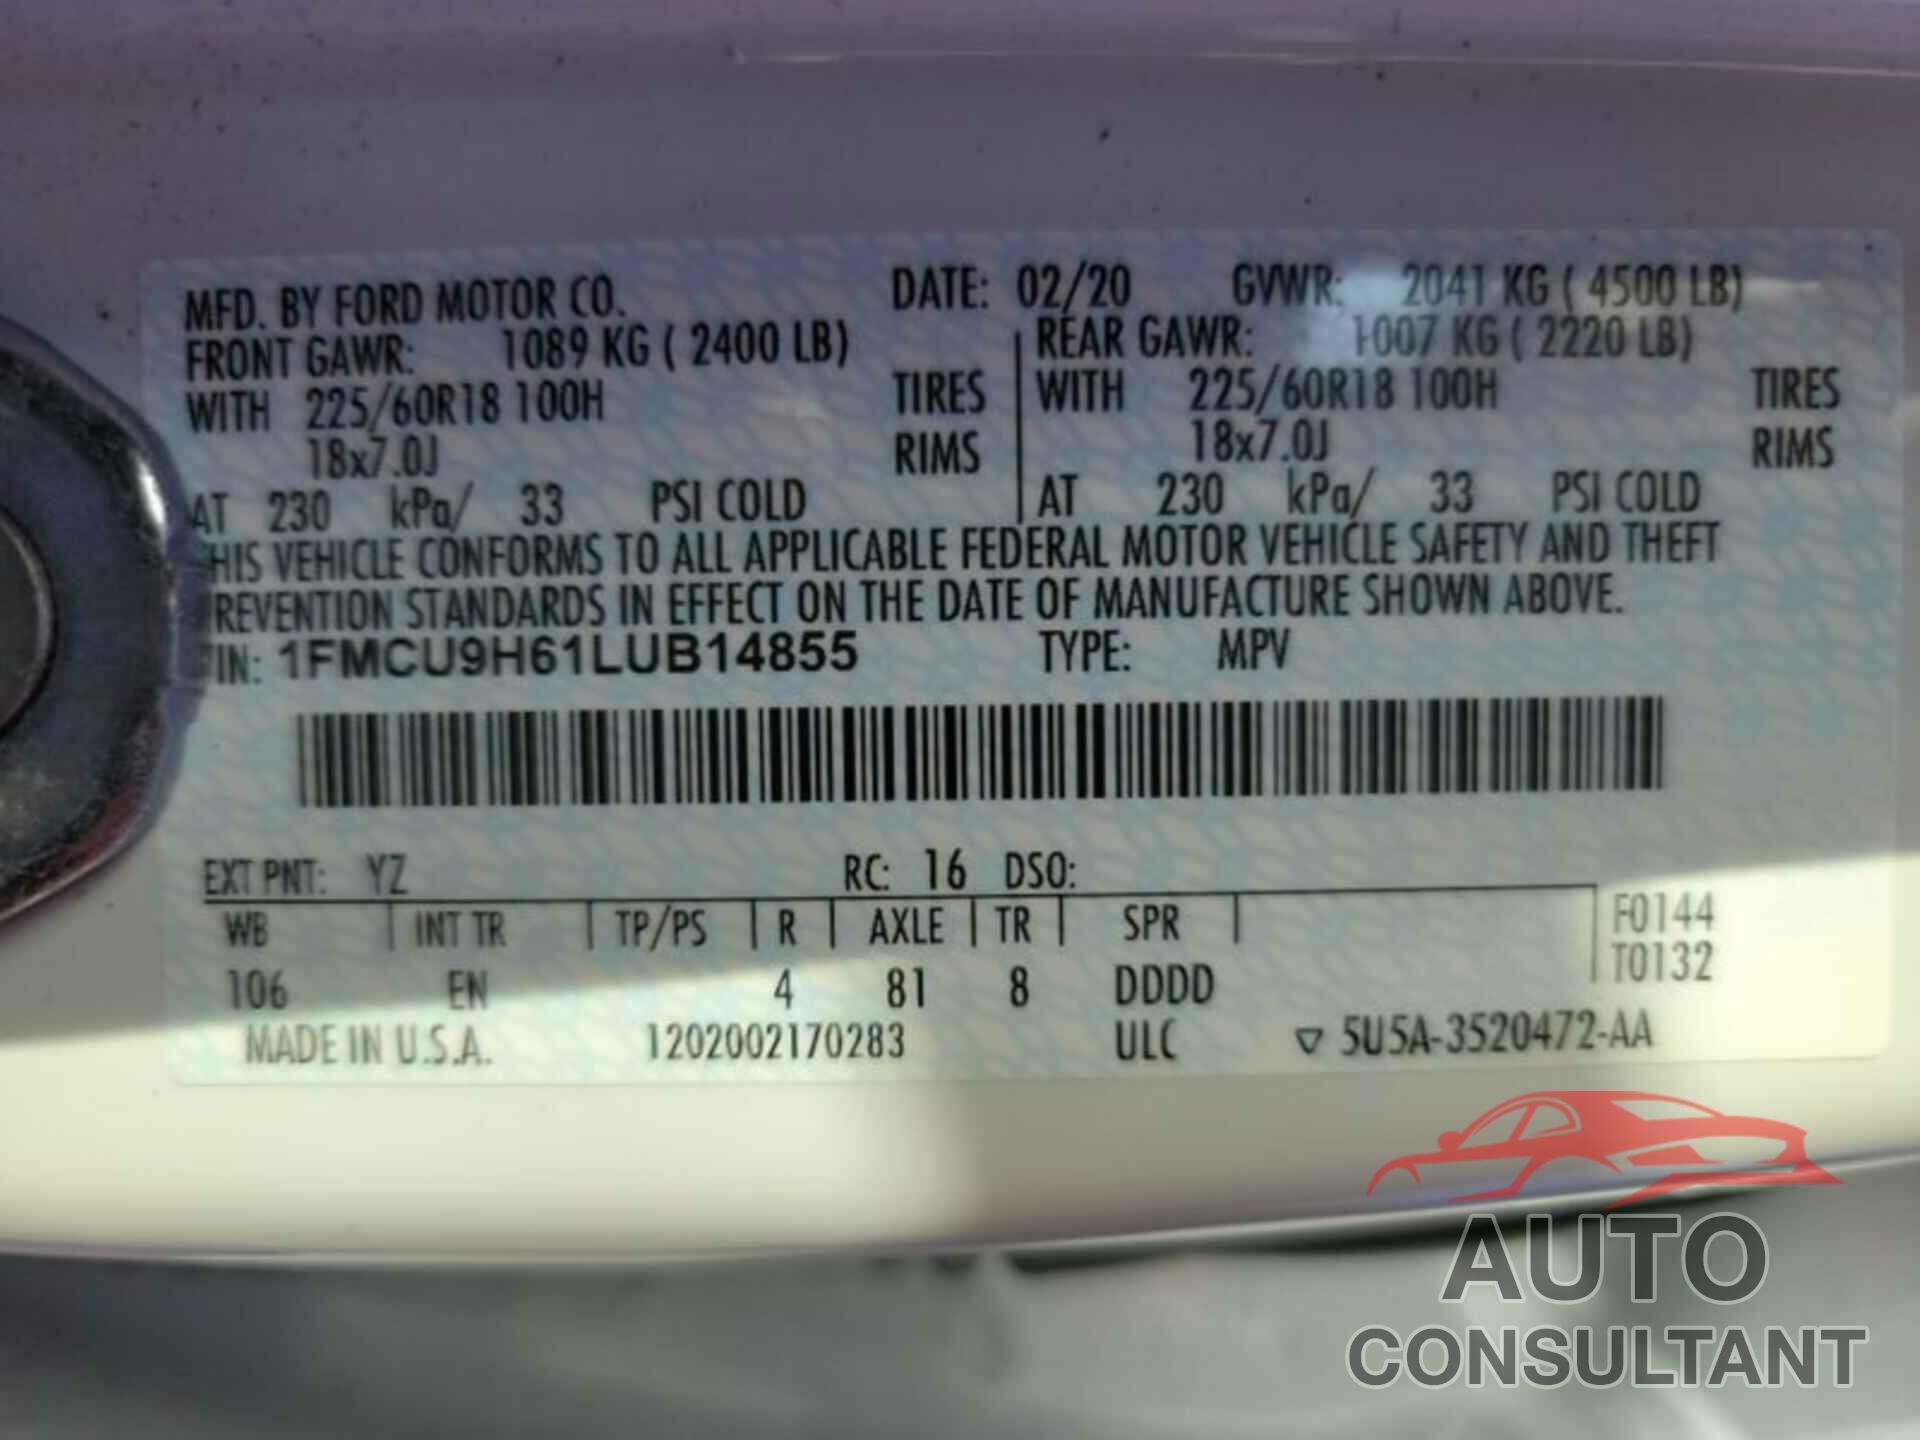 MFD. BY FORD MOTOR CO. DATE: 02/20 GVWR: 2041 KG ( 4500 LB)
FRONT GAWR: 1089 KG ( 2400 LB) REAR GAWR: 1007 KG ( 2220 LB)
WITH 225/60R18 100H TIRES WITH 225/60R18 100H TIRES
18x7.0J RIMS 18x7.0J RIMS
AT 230 kPa/ 33 PSI COLD AT 230 kPa/ 33 PSI COLD
HIS VEHICLE CONFORMS TO ALL APPLICABLE FEDERAL MOTOR VEHICLE SAFETY AND THEFT
REVENTION STANDARDS IN EFFECT ON THE DATE OF MANUFACTURE SHOWN ABOVE.
IN: 1FMCU9H61LUB14855 TYPE: MPV
EXT PNT: YZ RC: 16 DSO:
WB INT TR TP/PS R AXLE TR SPR F0144
T0132
106 EN 4 81 8 DDDD
MADE IN U.S.A. 1202002170283 ULC ▽ 5U5A-3520472-AA
AUTO
CONSULTANT